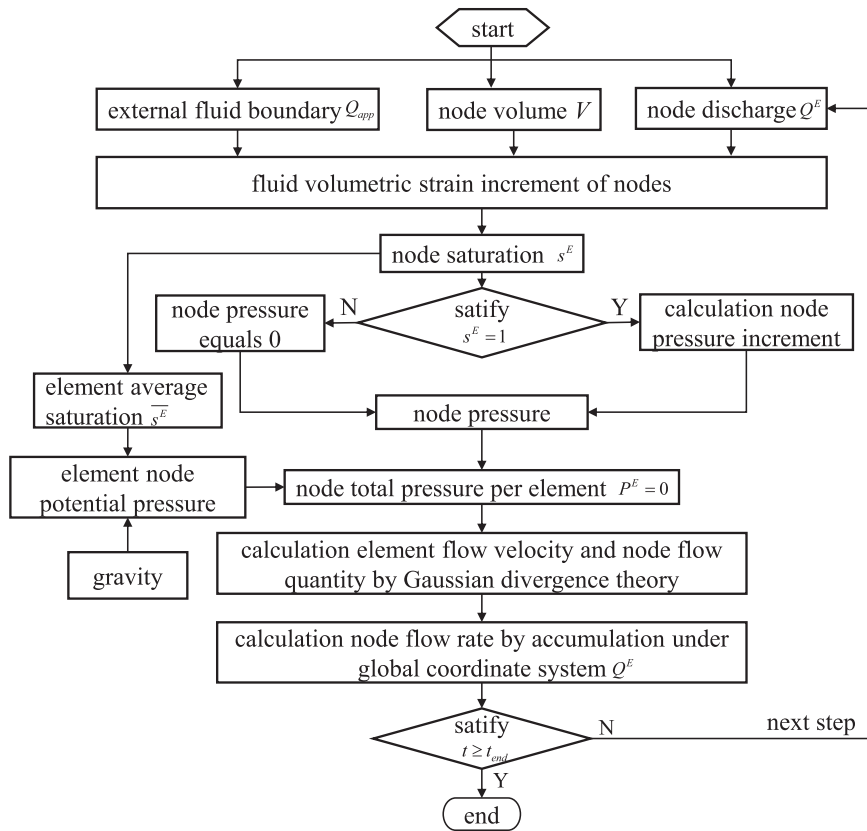 start
external fluid boundary Q_app
node volume V
node discharge Q^E
fluid volumetric strain increment of nodes
node saturation s^E
N
Y
node pressure
equals 0
satify
s^E = 1
calculation node
pressure increment
element average
saturation \overline{s^E}
node pressure
element node
potential pressure
node total pressure per element P^E = 0
gravity
calculation element flow velocity and node flow
quantity by Gaussian divergence theory
calculation node flow rate by accumulation under
global coordinate system Q^E
satify
t ≥ t_end
N
next step
Y
end